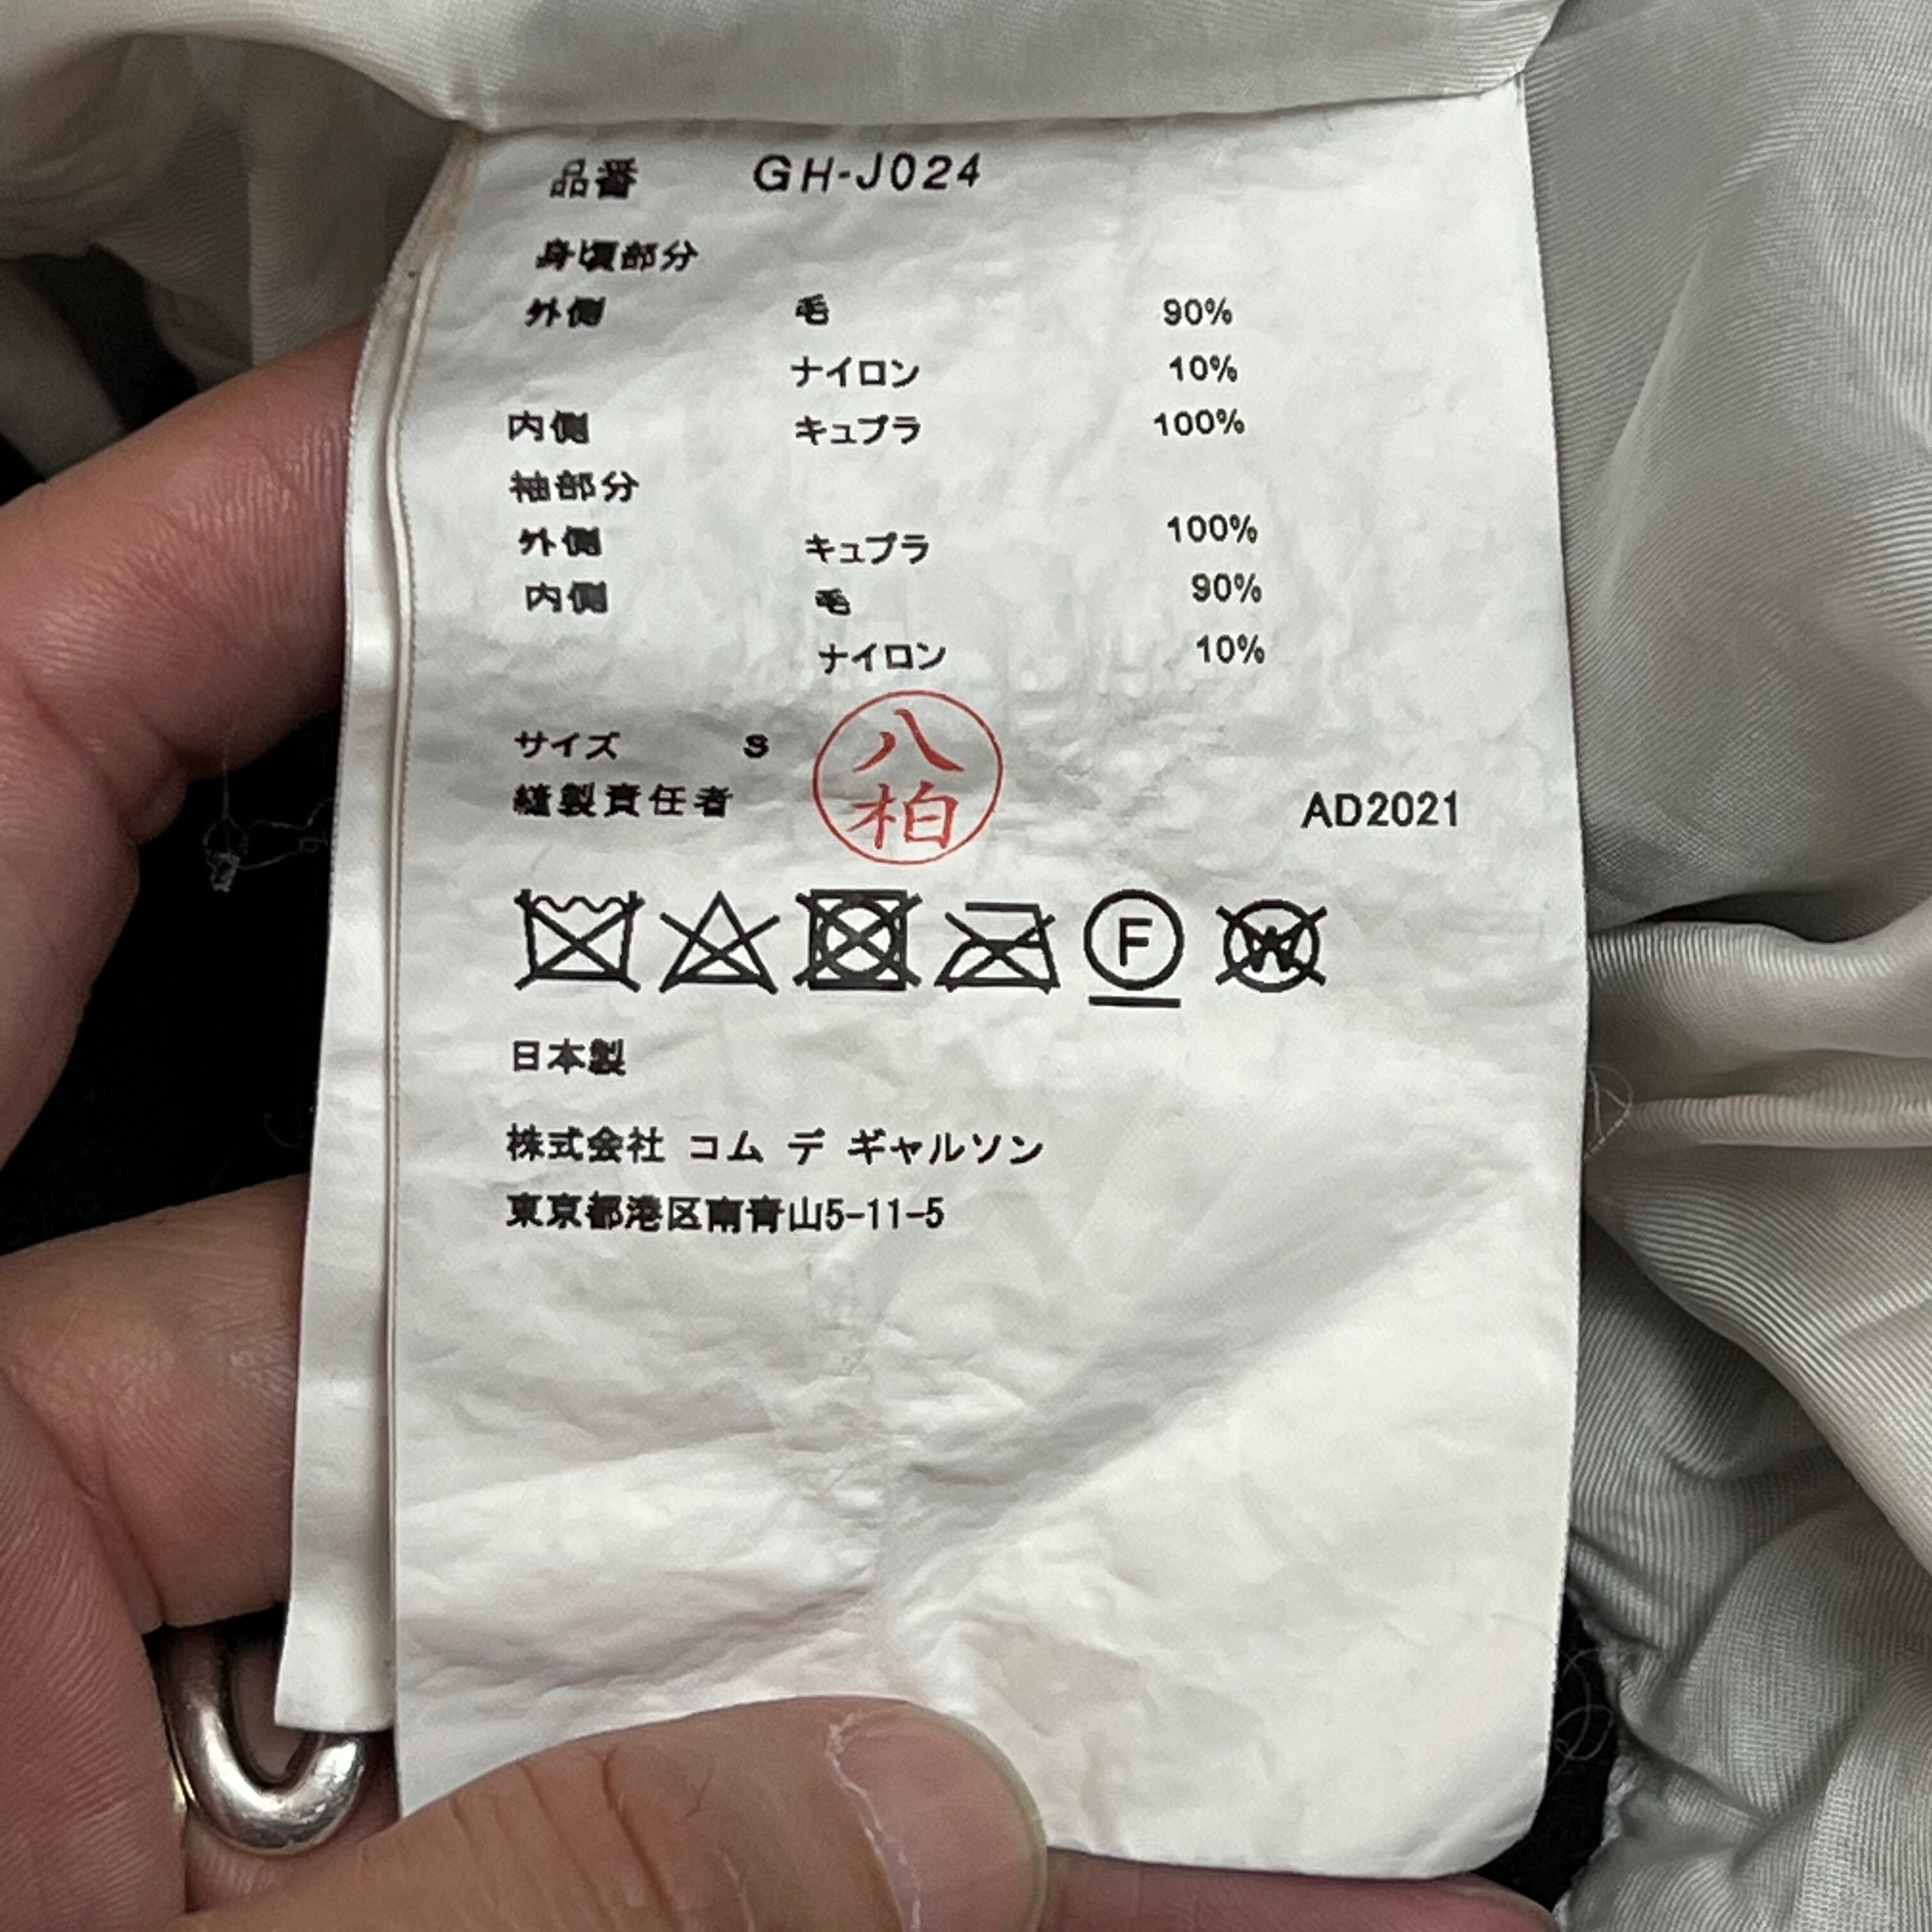 品番 GH-J024
身頃部分
外側 毛 90%
ナイロン 10%
内側 キュプラ 100%
袖部分
外側 キュプラ 100%
内側 毛 90%
ナイロン 10%
サイズ S
縫製責任者 八柏 AD2021
F W
日本製
株式会社 コム デ ギャルソン
東京都港区南青山5-11-5